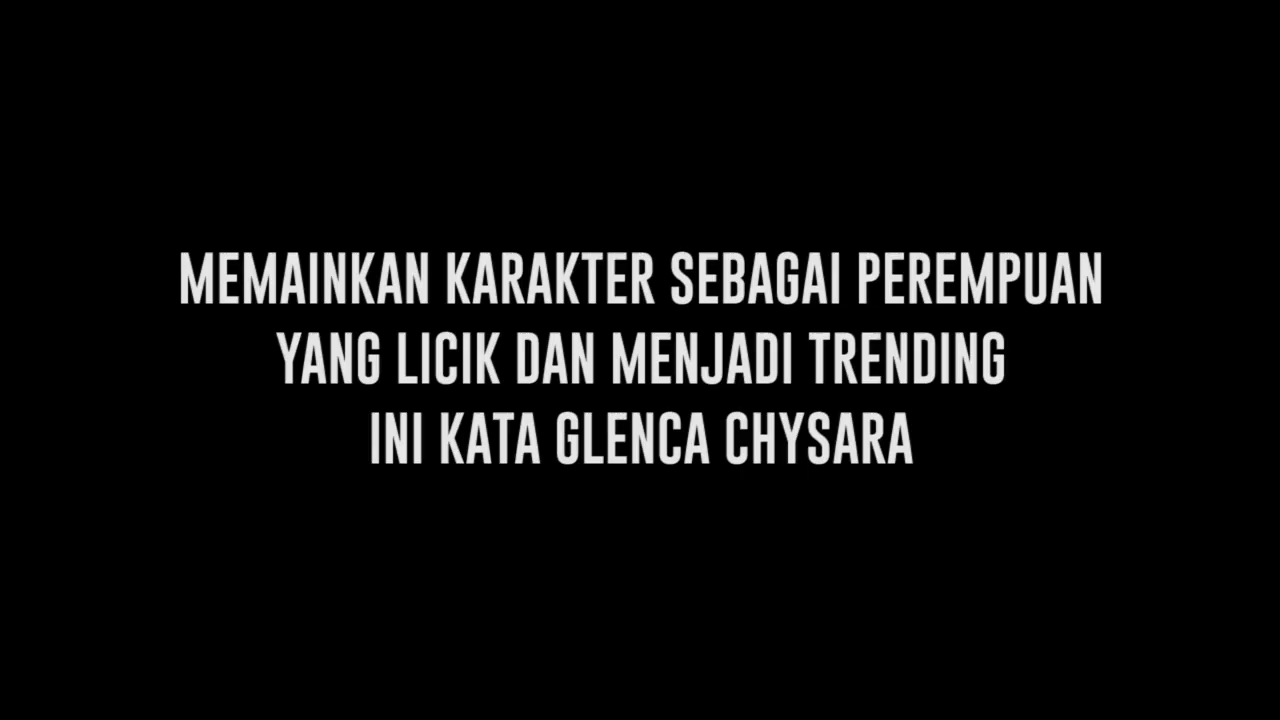 MEMAINKAN KARAKTER SEBAGAI PEREMPUAN
YANG LICIK DAN MENJADI TRENDING
INI KATA GLENCA CHYSARA